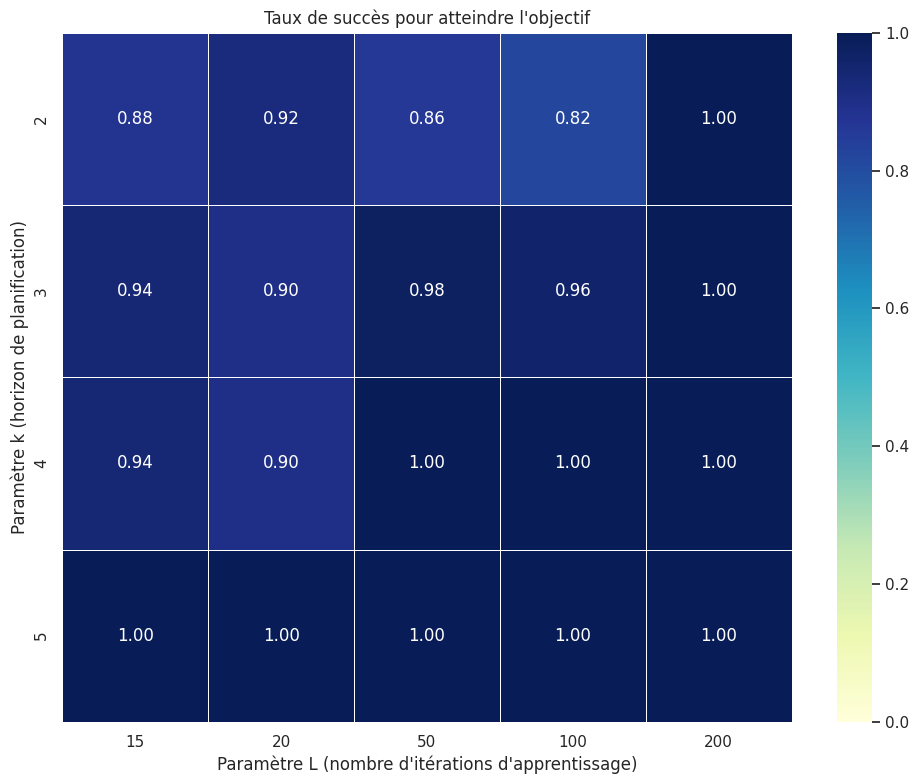 Taux de succès pour atteindre l'objectif
1.0
2 0.88 0.92 0.86 0.82 1.00
0.8
3 0.94 0.90 0.98 0.96 1.00
0.6
Paramètre k (horizon de planification)
4 0.94 0.90 1.00 1.00 1.00
0.4
0.2
5 1.00 1.00 1.00 1.00 1.00
0.0
15 20 50 100 200
Paramètre L (nombre d'itérations d'apprentissage)